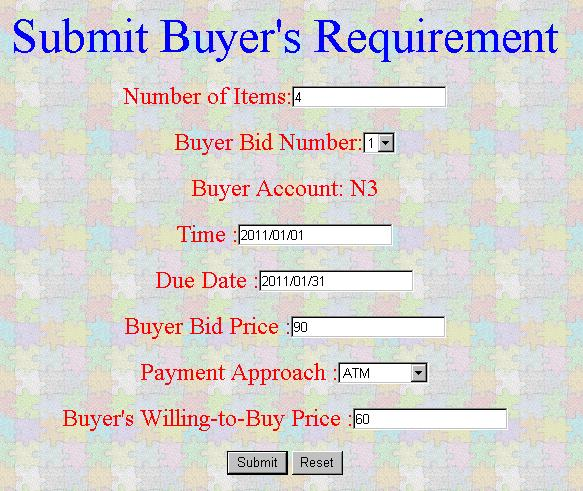 Submit Buyer's Requirement
Number of Items:4
Buyer Bid Number:1
Buyer Account: N3
Time :2011/01/01
Due Date :2011/01/31
Buyer Bid Price :90
Payment Approach :ATM
Buyer's Willing-to-Buy Price :60
Submit Reset